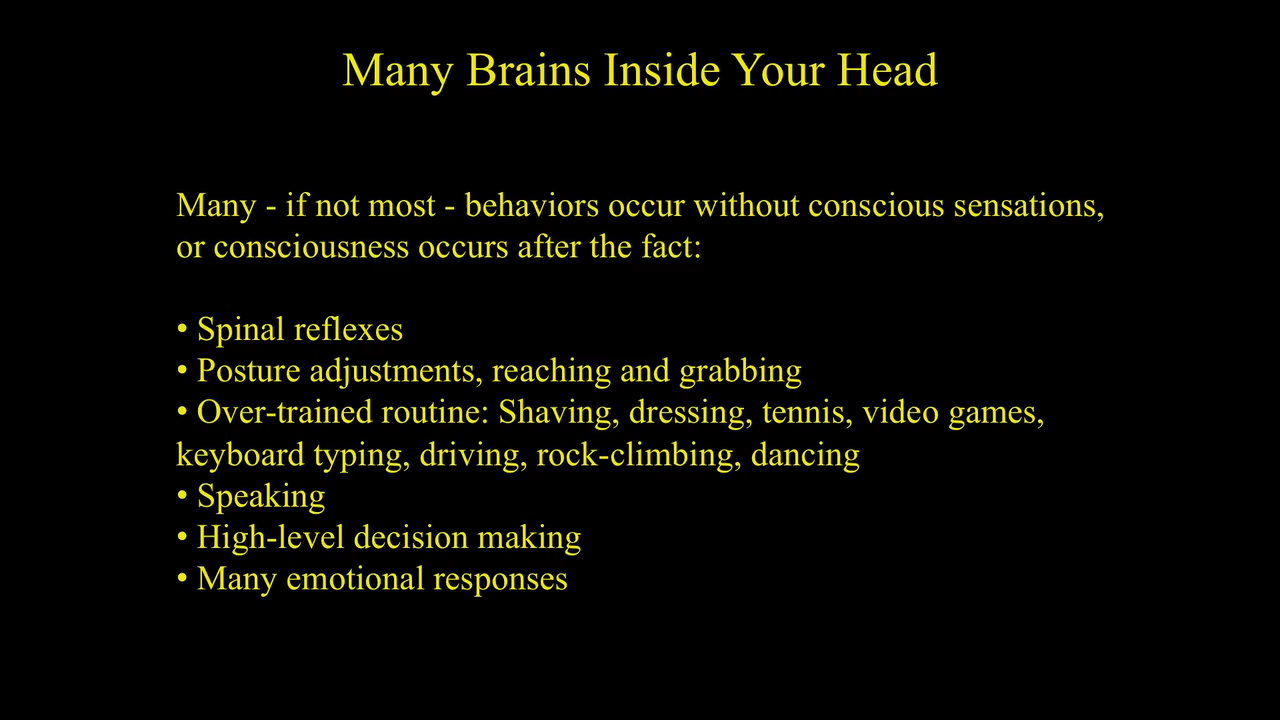 Many Brains Inside Your Head
Many - if not most - behaviors occur without conscious sensations,
or consciousness occurs after the fact:
• Spinal reflexes
• Posture adjustments, reaching and grabbing
• Over-trained routine: Shaving, dressing, tennis, video games,
keyboard typing, driving, rock-climbing, dancing
• Speaking
• High-level decision making
• Many emotional responses